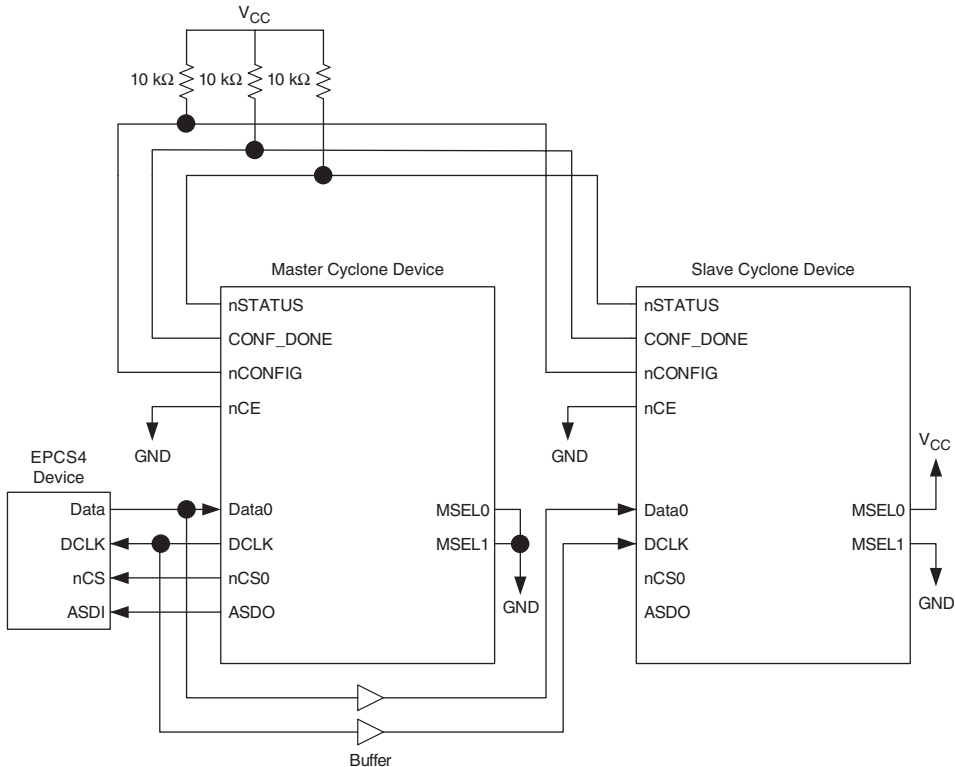 VCC
10 kΩ 10 kΩ 10 kΩ
Master Cyclone Device
Slave Cyclone Device
nSTATUS
CONF_DONE
nCONFIG
nCE
GND
nSTATUS
CONF_DONE
nCONFIG
nCE
GND
EPCS4
Device
Data
DCLK
nCS
ASDI
Data0
DCLK
nCS0
ASDO
MSEL0
MSEL1
GND
Data0
DCLK
nCS0
ASDO
VCC
MSEL0
MSEL1
GND
Buffer